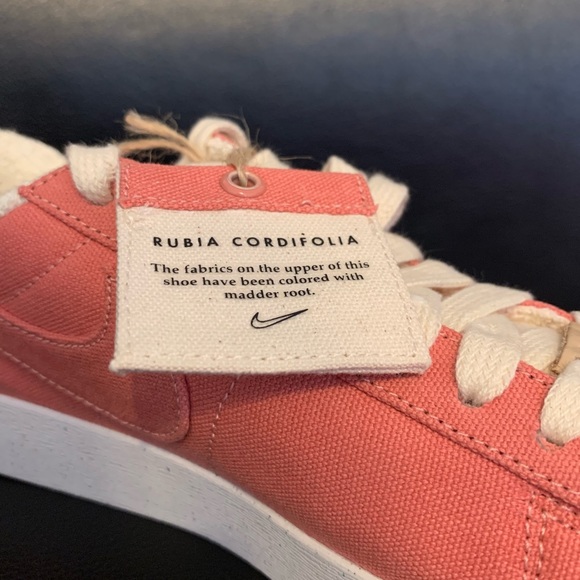 RUBIA CORDIFOLIA
The fabrics on the upper of this
shoe have been colored with
madder root.